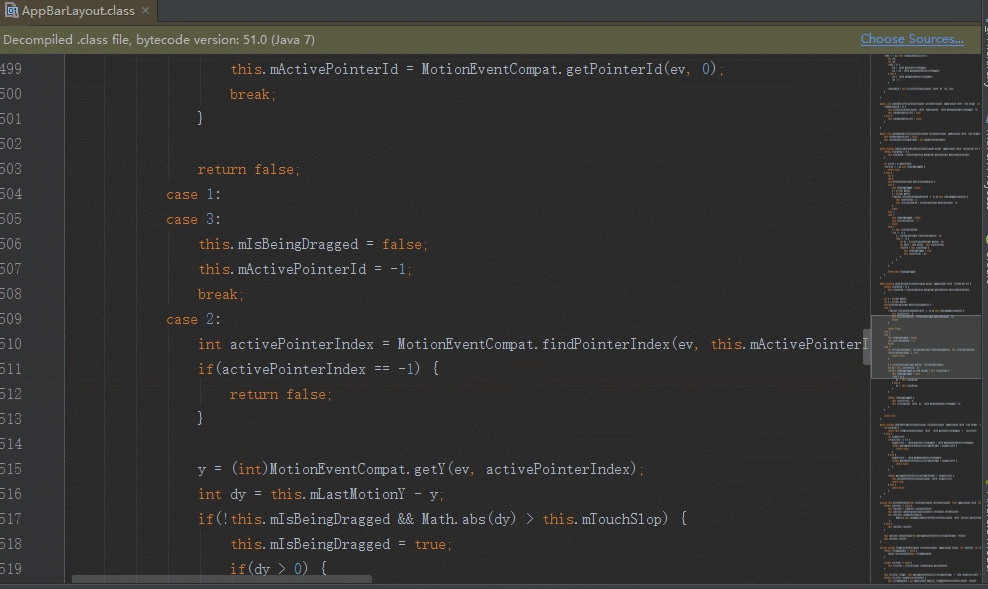 AppBarLayout.class
Decompiled .class file, bytecode version: 51.0 (Java 7) Choose Sources...
499 this.mActivePointerId = MotionEventCompat.getPointerId(ev, 0);
500 break;
501 }
502
503 return false;
504 case 1:
505 case 3:
506 this.mIsBeingDragged = false;
507 this.mActivePointerId = -1;
508 break;
509 case 2:
510 int activePointerIndex = MotionEventCompat.findPointerIndex(ev, this.mActivePointerI
511 if(activePointerIndex == -1) {
512 return false;
513 }
514
515 y = (int)MotionEventCompat.getY(ev, activePointerIndex);
516 int dy = this.mLastMotionY - y;
517 if(!this.mIsBeingDragged && Math.abs(dy) > this.mTouchSlop) {
518 this.mIsBeingDragged = true;
519 if(dy > 0) {